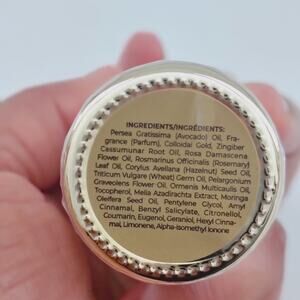 INGREDIENTS/INGRÉDIENTS:
Persea Gratissima (Avocado) Oil, Fra-
grance (Parfum), Colloidal Gold, Zingiber
Cassumunar Root Oil, Rosa Damascena
Flower Oil, Rosmarinus Officinalis (Rosemary)
Leaf Oil, Corylus Avellana (Hazelnut) Seed Oil,
Triticum Vulgare (Wheat) Germ Oil, Pelargonium
Graveolens Flower Oil, Ormenis Multicaulis Oil,
Tocopherol, Melia Azadirachta Extract, Moringa
Oleifera Seed Oil, Pentylene Glycol, Amyl
Cinnamal, Benzyl Salicylate, Citronellol,
Coumarin, Eugenol, Geraniol, Hexyl Cinna-
mal, Limonene, Alpha-Isomethyl Ionone